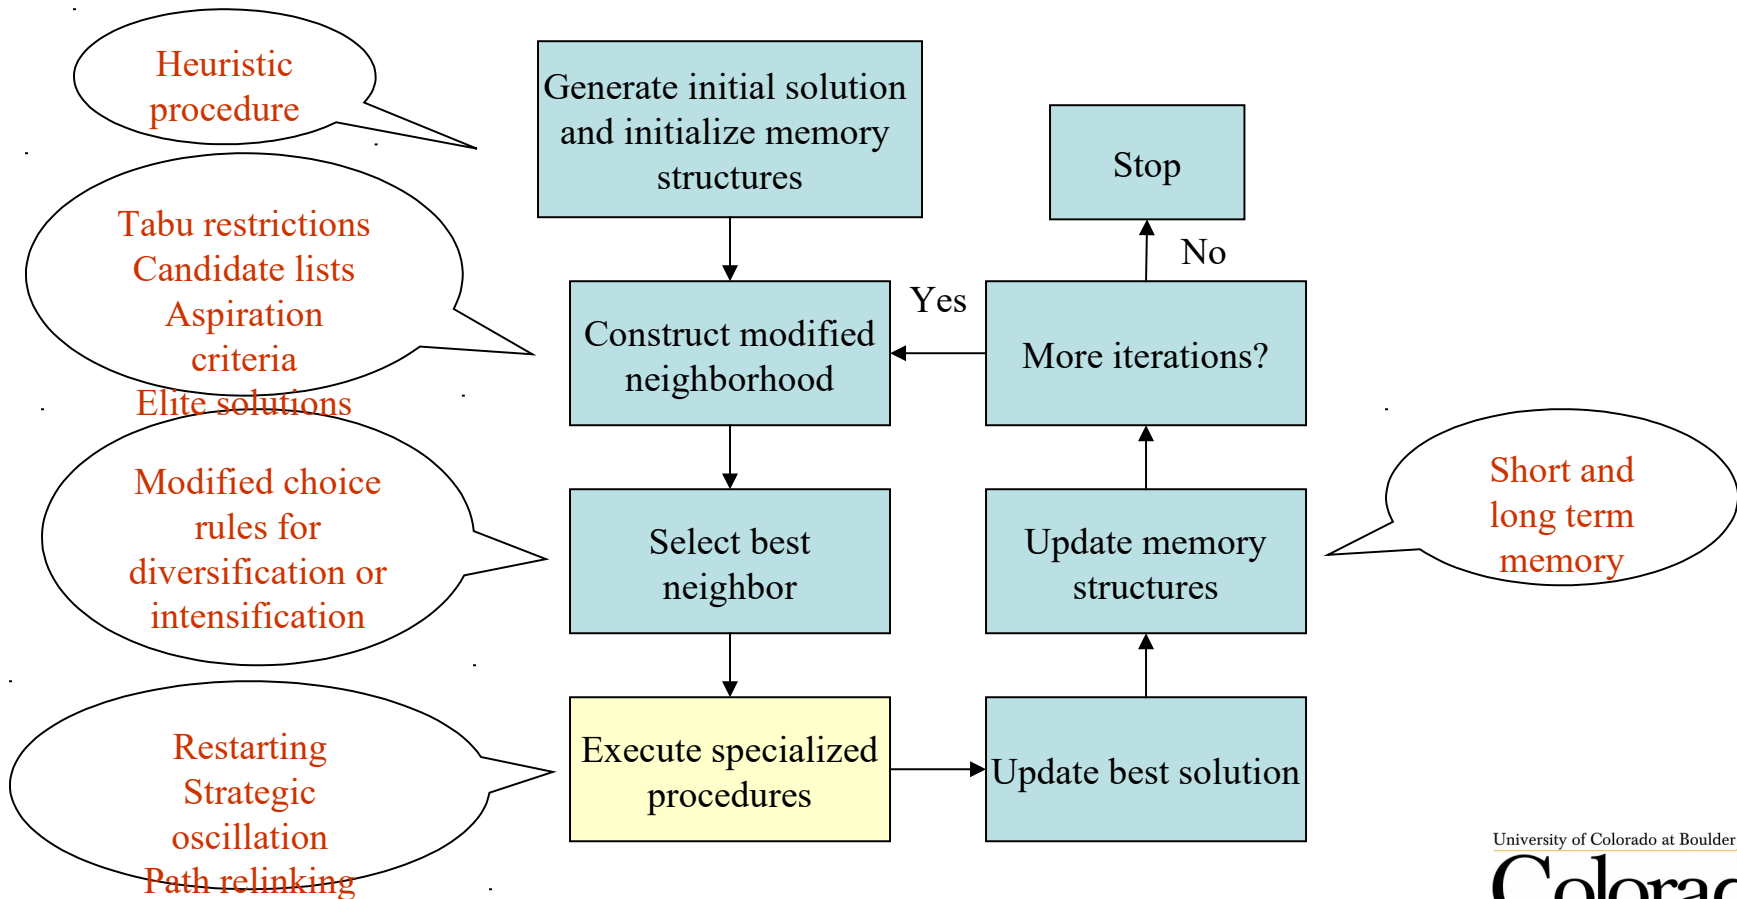 Heuristic
procedure
Generate initial solution
and initialize memory
structures
Stop
No
Tabu restrictions
Candidate lists
Aspiration
criteria
Elite solutions
Construct modified
neighborhood
Yes
More iterations?
Modified choice
rules for
diversification or
intensification
Select best
neighbor
Update memory
structures
Short and
long term
memory
Restarting
Strategic
oscillation
Path relinking
Execute specialized
procedures
Update best solution
University of Colorado at Boulder
Colorad